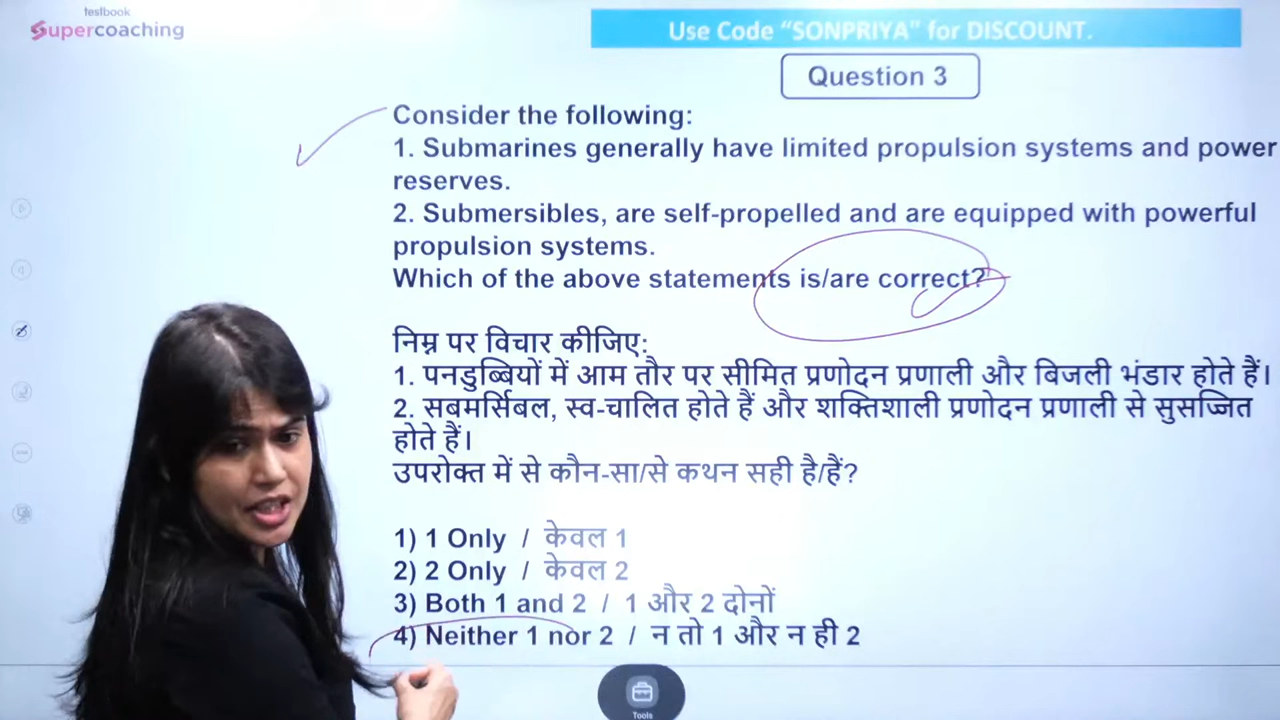 testbook
Supercoaching
Use Code “SONPRIYA” for DISCOUNT.
Question 3
Consider the following:
1. Submarines generally have limited propulsion systems and power
reserves.
2. Submersibles, are self-propelled and are equipped with powerful
propulsion systems.
Which of the above statements is/are correct?
निम्न पर विचार कीजिए:
1. पनडुब्बियों में आम तौर पर सीमित प्रणोदन प्रणाली और बिजली भंडार होते हैं।
2. सबमर्सिबल, स्व-चालित होते हैं और शक्तिशाली प्रणोदन प्रणाली से सुसज्जित
होते हैं।
उपरोक्त में से कौन-सा/से कथन सही है/हैं?
1) 1 Only / केवल 1
2) 2 Only / केवल 2
3) Both 1 and 2 / 1 और 2 दोनों
4) Neither 1 nor 2 / न तो 1 और न ही 2
Tools